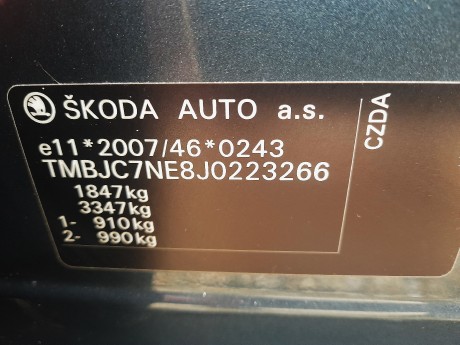 ŠKODA AUTO a.s.
e11*2007/46*0243
TMBJC7NE8J0223266
1847kg
3347kg
1- 910kg
2- 990kg
CZDA